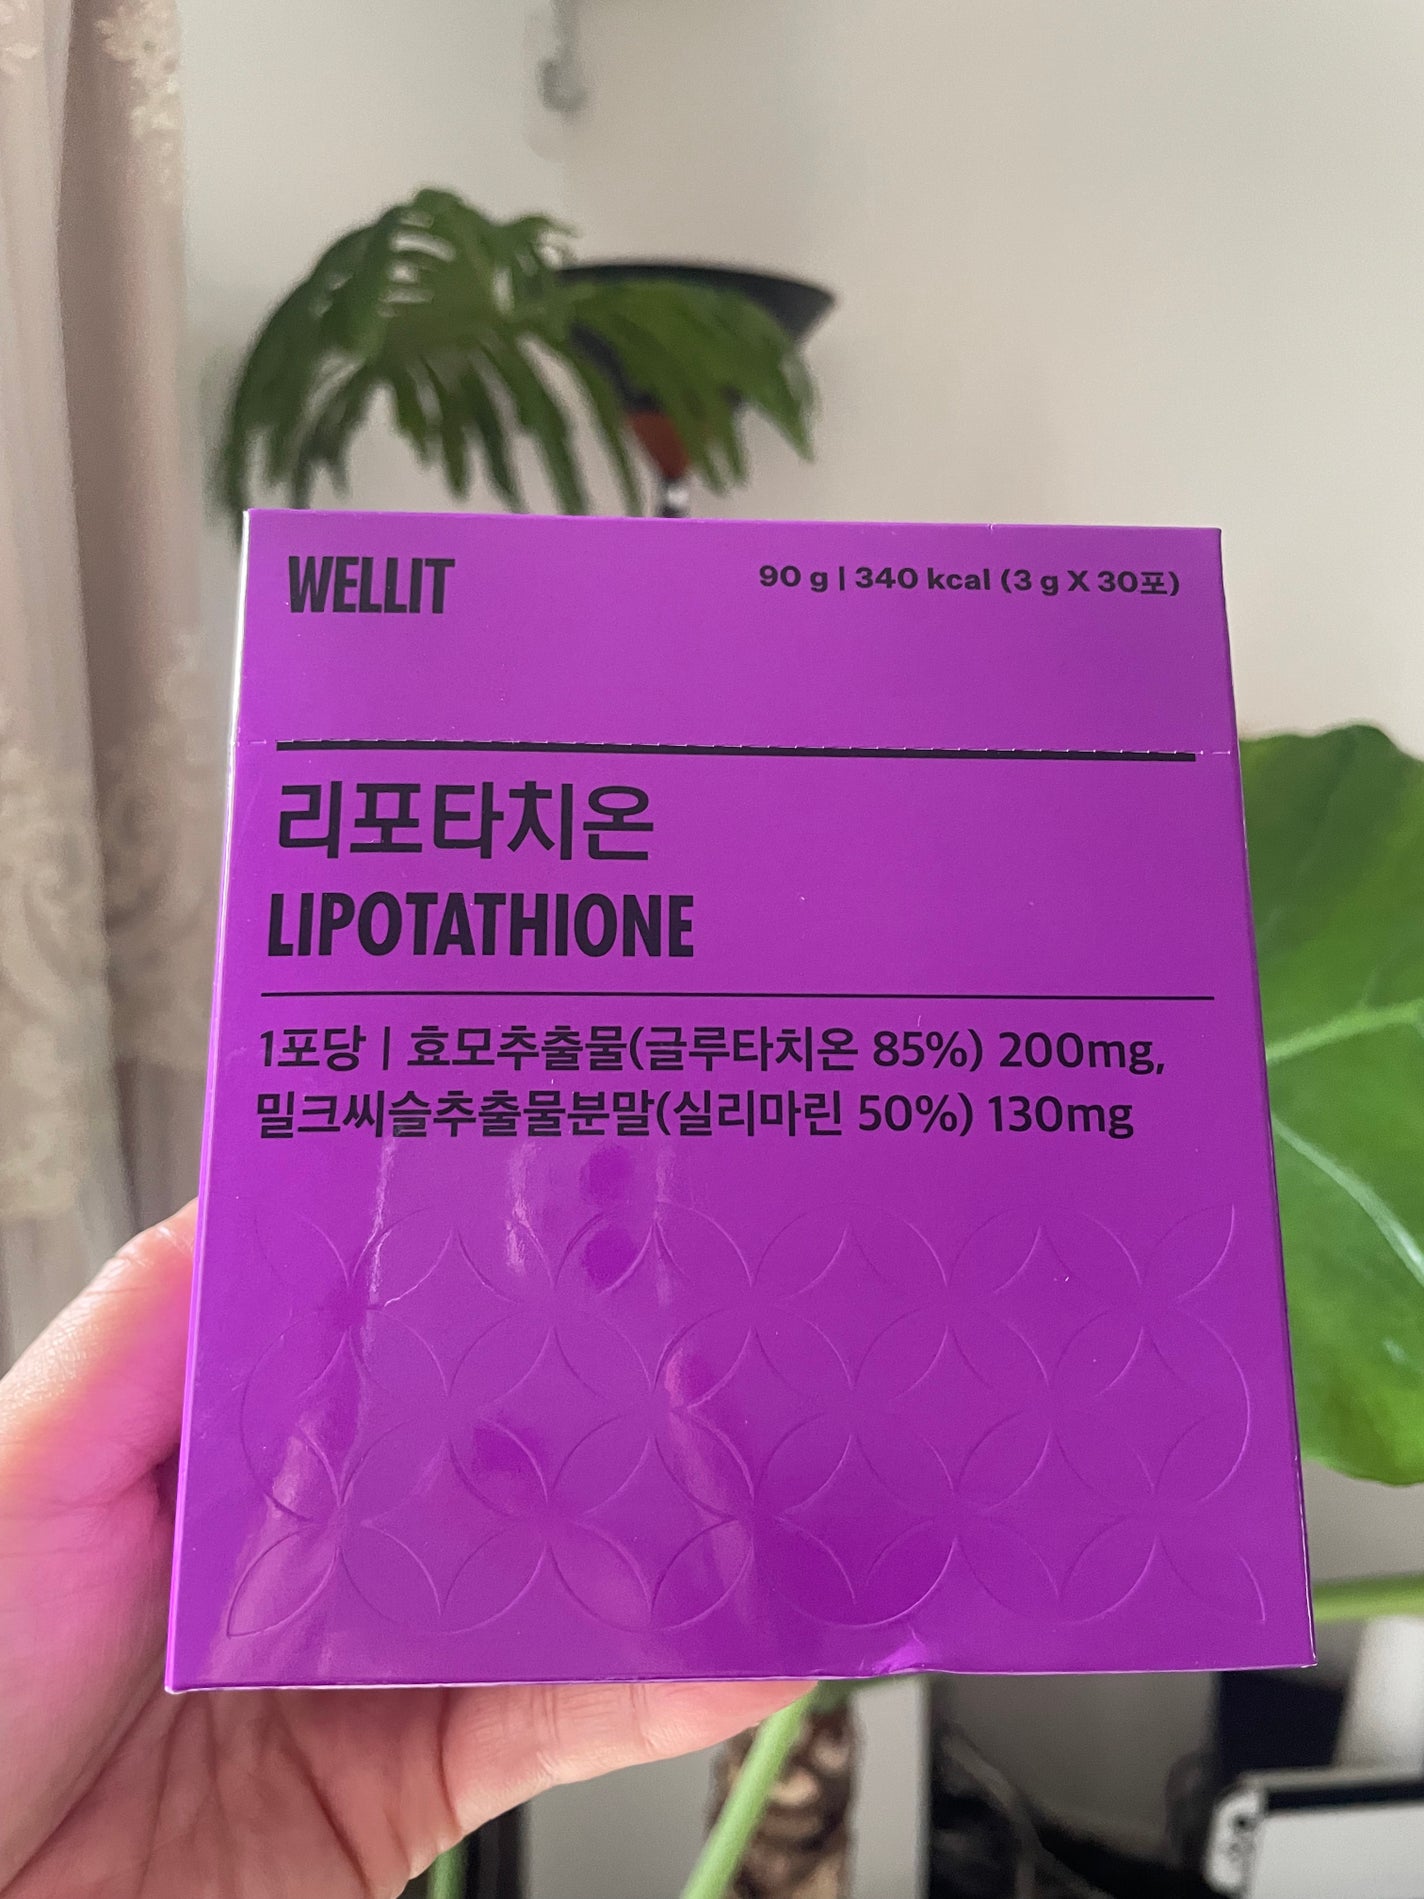 WELLIT
90 g | 340 kcal (3 g X 30포)
리포타치온
LIPOTATHIONE
1포당 | 효모추출물(글루타치온 85%) 200mg,
밀크씨슬추출물분말(실리마린 50%) 130mg